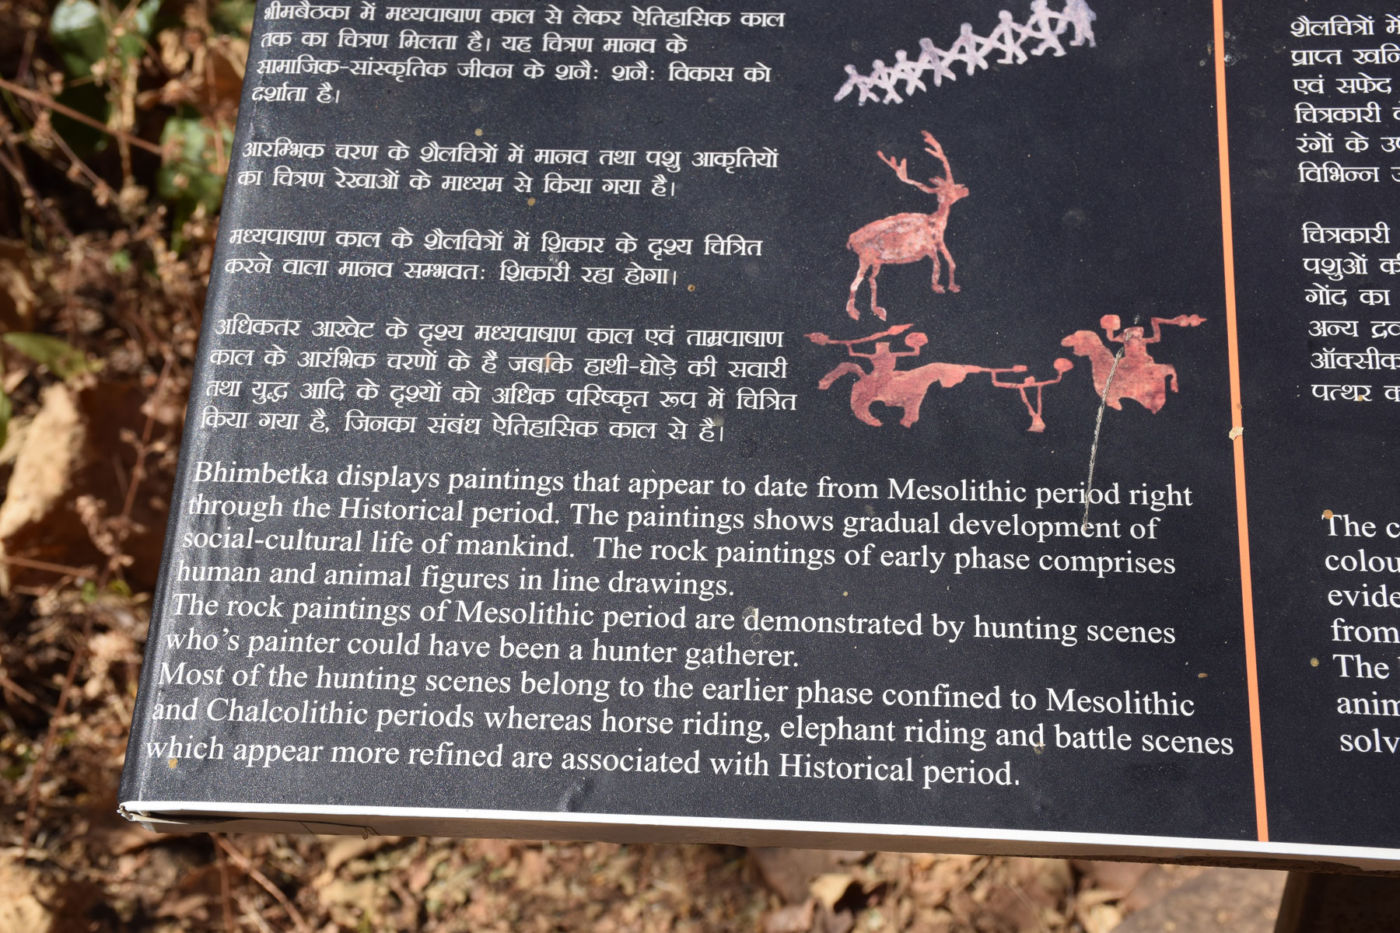 भीमबैठका में मध्यपाषाण काल से लेकर ऐतिहासिक काल
तक का चित्रण मिलता है। यह चित्रण मानव के
सामाजिक-सांस्कृतिक जीवन के शनैः शनैः विकास को
दर्शाता है।
आरम्भिक चरण के शैलचित्रों में मानव तथा पशु आकृतियों
का चित्रण रेखाओं के माध्यम से किया गया है।
मध्यपाषाण काल के शैलचित्रों में शिकार के दृश्य चित्रित
करने वाला मानव सम्भवतः शिकारी रहा होगा।
अधिकतर आखेट के दृश्य मध्यपाषाण काल एवं ताम्रपाषाण
काल के आरंभिक चरणों के हैं जबकि हाथी-घोड़े की सवारी
तथा युद्ध आदि के दृश्यों को अधिक परिष्कृत रूप में चित्रित
किया गया है, जिनका संबंध ऐतिहासिक काल से है।
Bhimbetka displays paintings that appear to date from Mesolithic period right
through the Historical period. The paintings shows gradual development of
social-cultural life of mankind. The rock paintings of early phase comprises
human and animal figures in line drawings.
The rock paintings of Mesolithic period are demonstrated by hunting scenes
who's painter could have been a hunter gatherer.
Most of the hunting scenes belong to the earlier phase confined to Mesolithic
and Chalcolithic periods whereas horse riding, elephant riding and battle scenes
which appear more refined are associated with Historical period.
शैलचित्रों में
प्राप्त
एवं सफेद
चित्रकारी
रंगों के
विभिन्न
चित्रकारी
पशुओं
गोंद का
अन्य
पत्थर
The
from
The